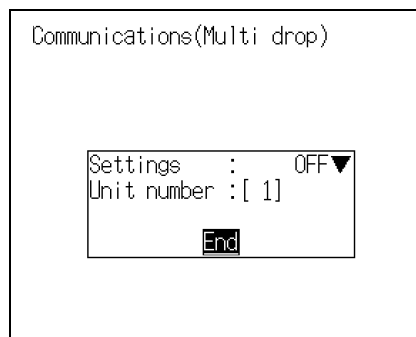 Communications(Multi drop)
Settings : OFF▼
Unit number :[ 1]
End